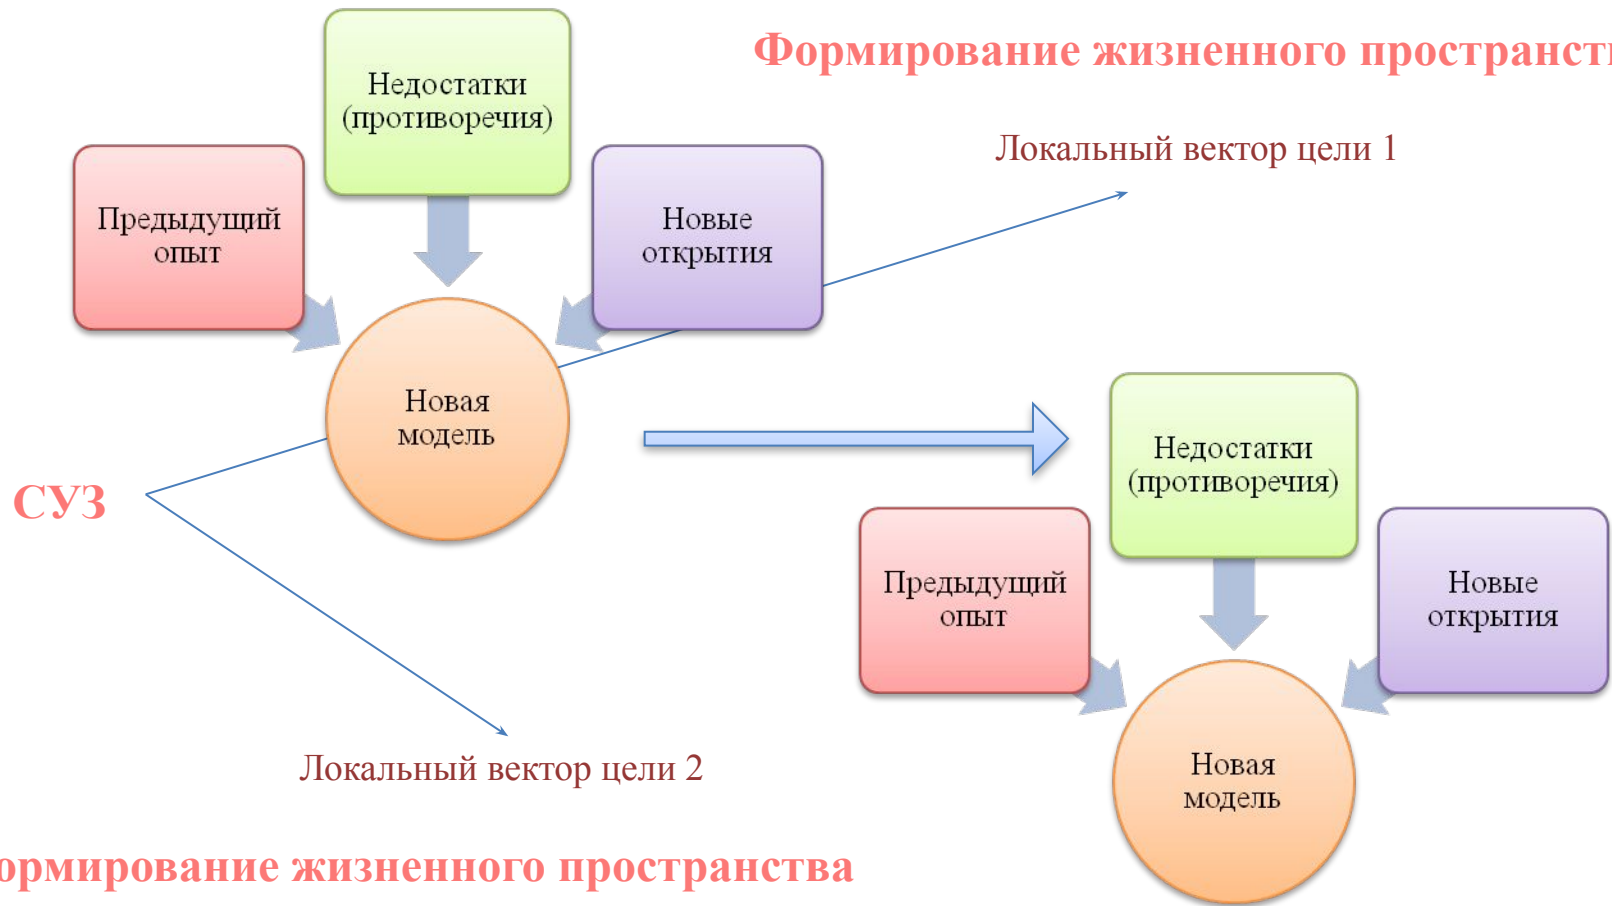 Формирование жизненного пространст
Недостатки
(противоречия)
Локальный вектор цели 1
Предыдущий
опыт
Новые
открытия
Новая
модель
СУЗ
Недостатки
(противоречия)
Предыдущий
опыт
Новые
открытия
Новая
модель
Локальный вектор цели 2
ормирование жизненного пространства